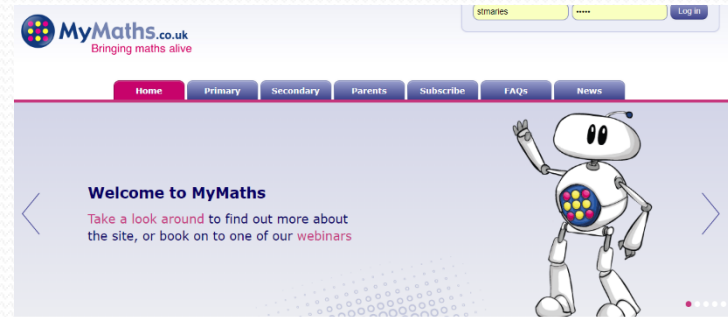 stmaries
•••••
Log in
MyMaths.co.uk
Bringing maths alive
Home
Primary
Secondary
Parents
Subscribe
FAQs
News
Welcome to MyMaths
Take a look around to find out more about
the site, or book on to one of our webinars